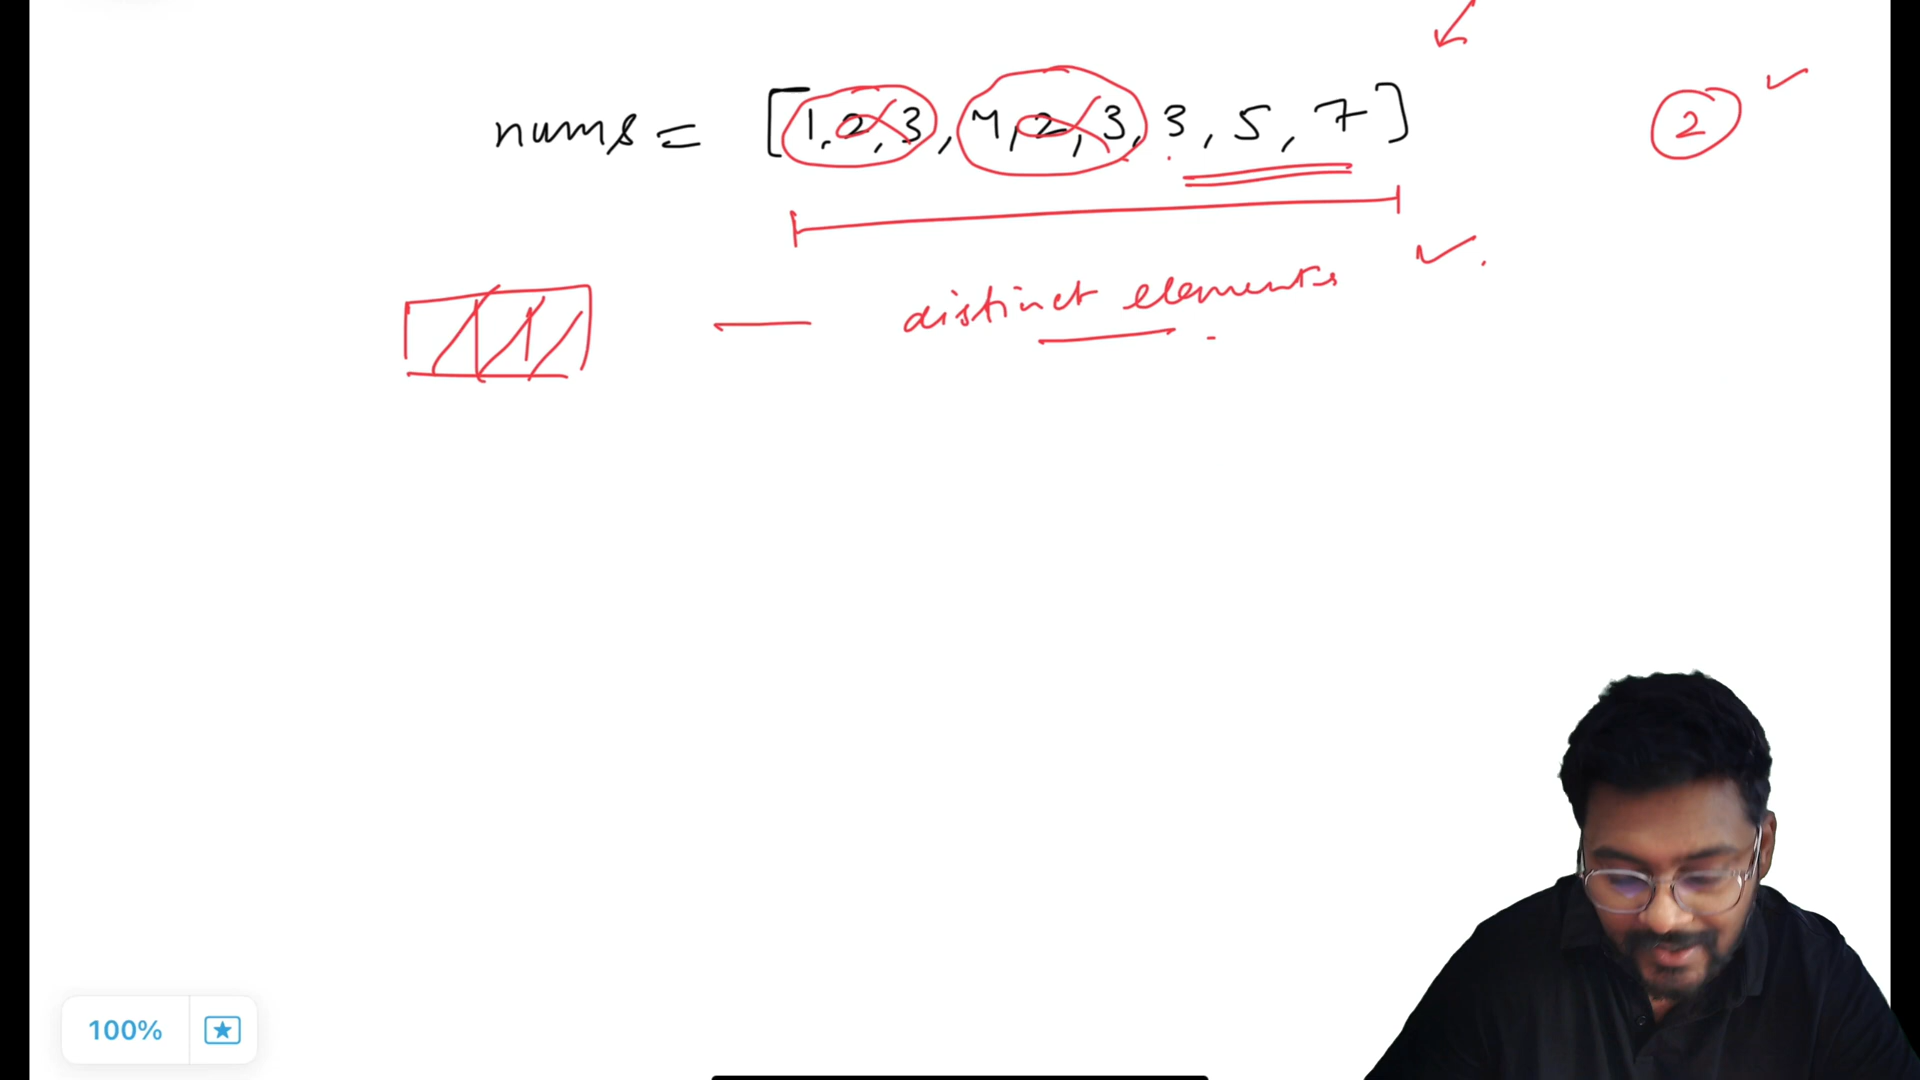 nums = [1, 2, 3, 4, 2, 3, 3, 5, 7]
2
distinct elements
100%